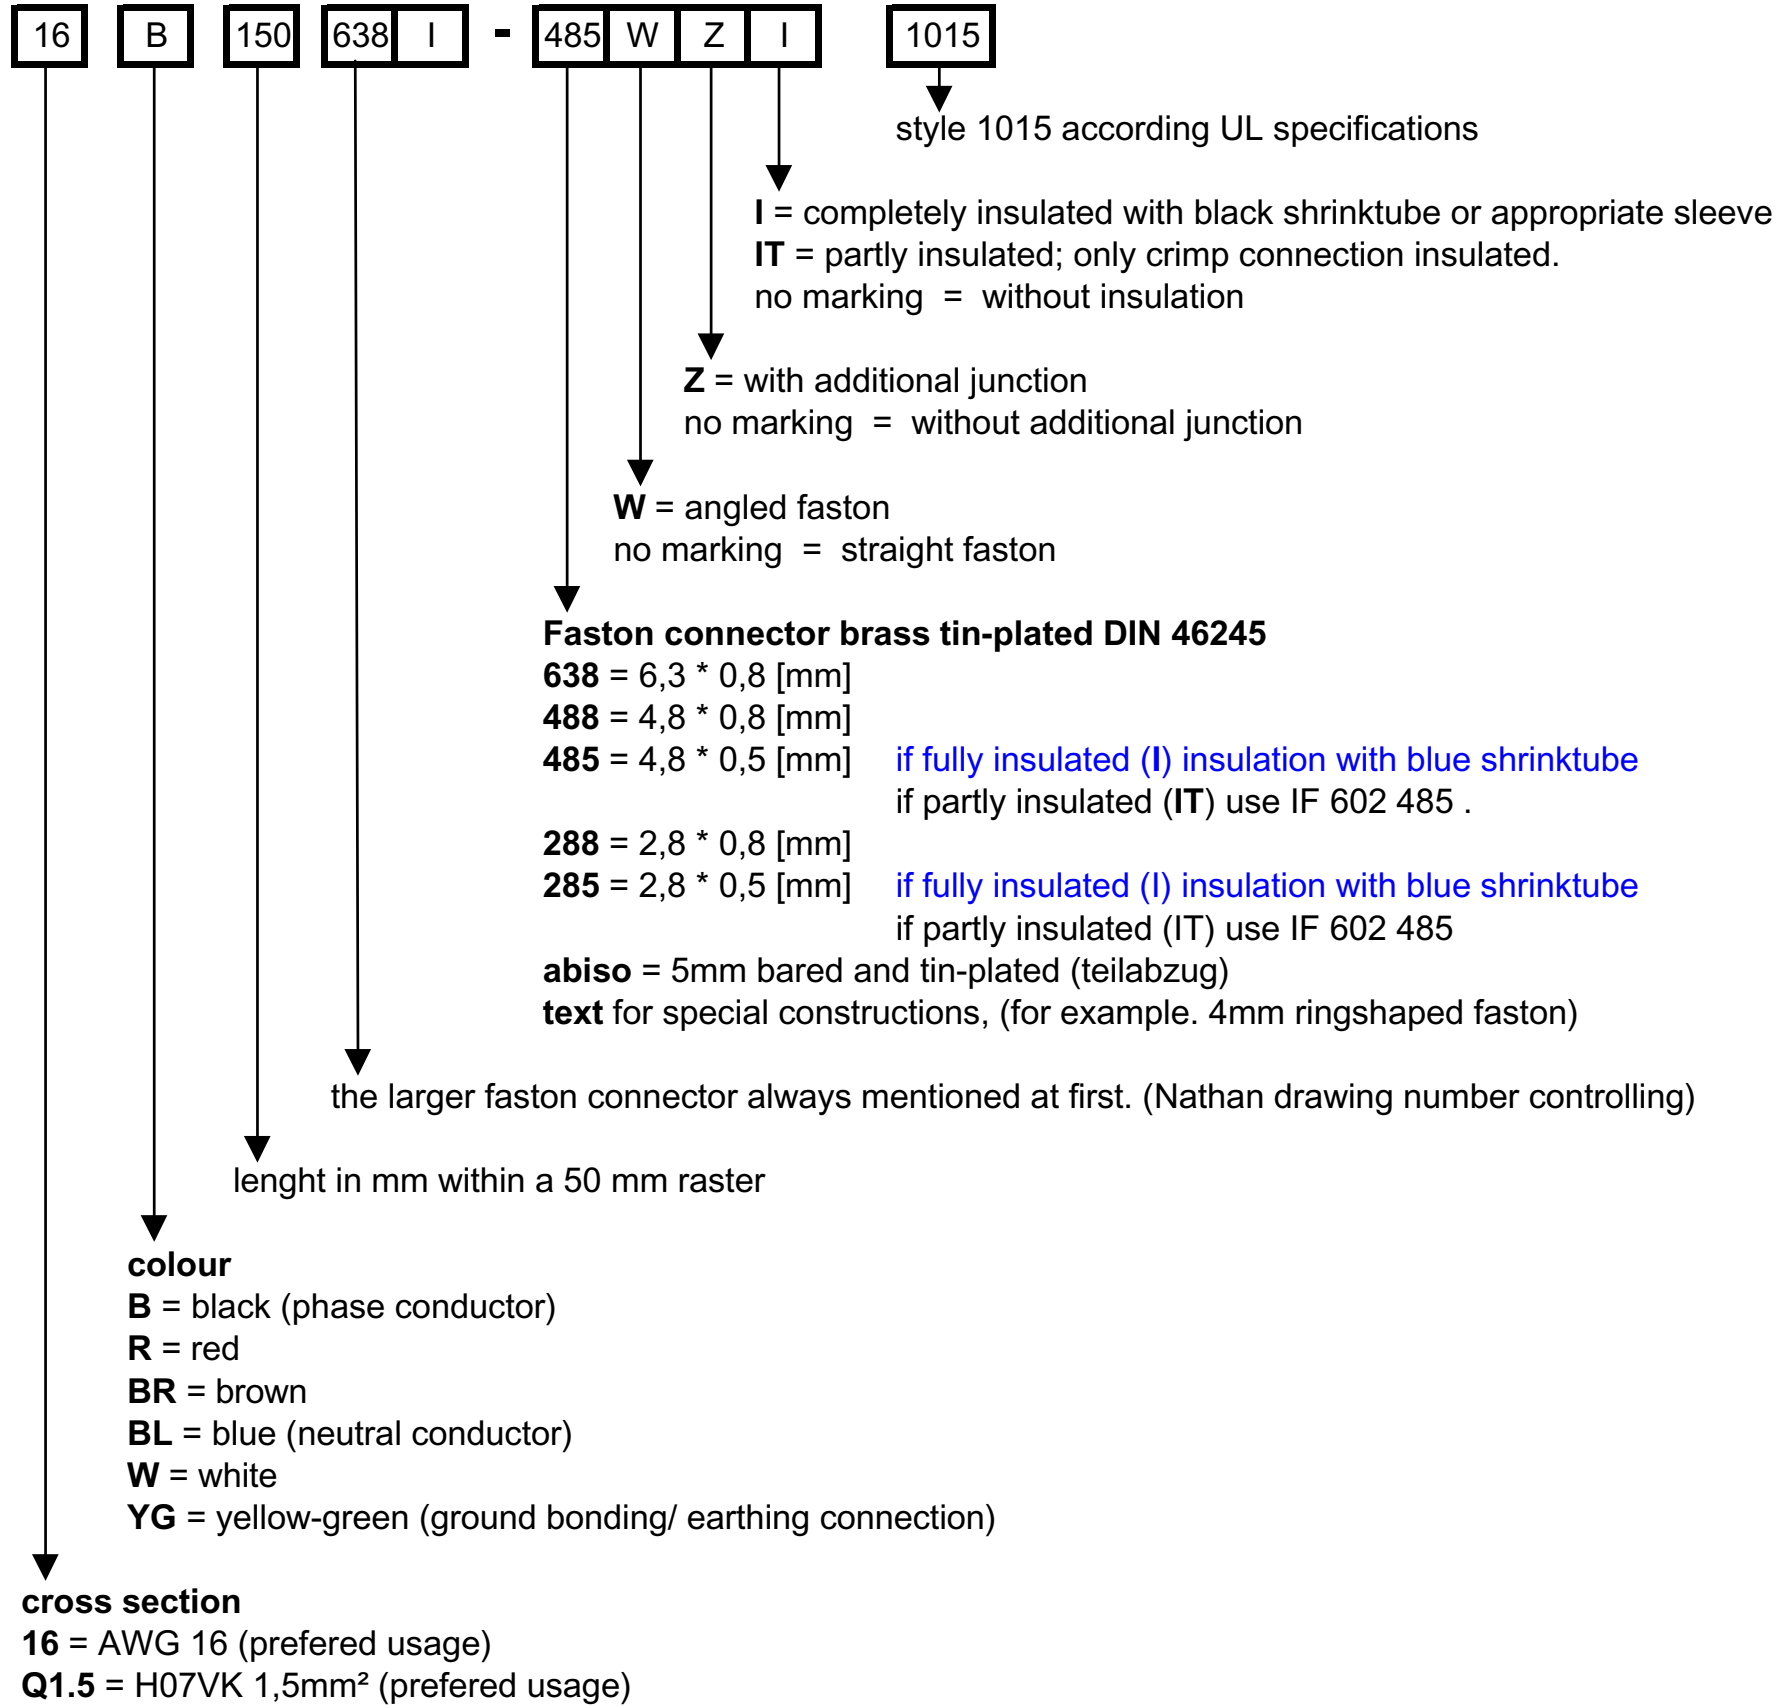 16 B 150 638 I - 485 W Z I 1015
style 1015 according UL specifications
I = completely insulated with black shrinktube or appropriate sleeve
IT = partly insulated; only crimp connection insulated.
no marking = without insulation
Z = with additional junction
no marking = without additional junction
W = angled faston
no marking = straight faston
Faston connector brass tin-plated DIN 46245
638 = 6,3 * 0,8 [mm]
488 = 4,8 * 0,8 [mm]
485 = 4,8 * 0,5 [mm] if fully insulated (I) insulation with blue shrinktube
if partly insulated (IT) use IF 602 485 .
288 = 2,8 * 0,8 [mm]
285 = 2,8 * 0,5 [mm] if fully insulated (I) insulation with blue shrinktube
if partly insulated (IT) use IF 602 485
abiso = 5mm bared and tin-plated (teilabzug)
text for special constructions, (for example. 4mm ringshaped faston)
the larger faston connector always mentioned at first. (Nathan drawing number controlling)
lenght in mm within a 50 mm raster
colour
B = black (phase conductor)
R = red
BR = brown
BL = blue (neutral conductor)
W = white
YG = yellow-green (ground bonding/ earthing connection)
cross section
16 = AWG 16 (prefered usage)
Q1.5 = H07VK 1,5mm² (prefered usage)